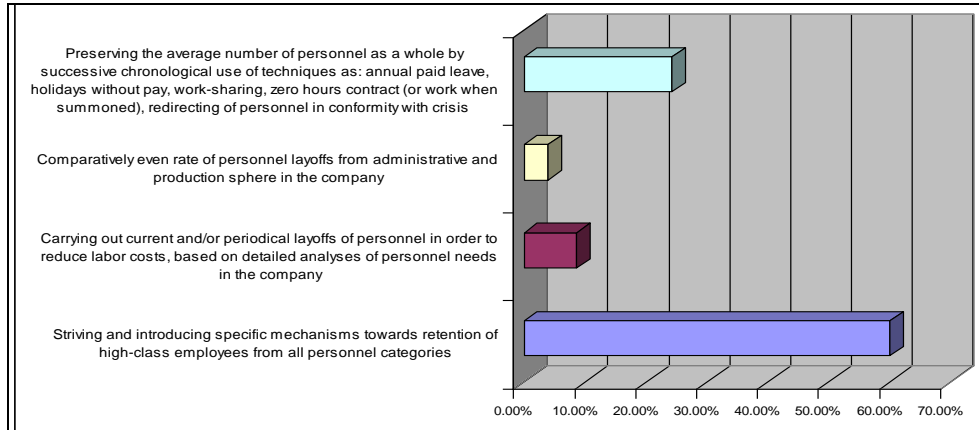 Preserving the average number of personnel as a whole by
successive chronological use of techniques as: annual paid leave,
holidays without pay, work-sharing, zero hours contract (or work when
summoned), redirecting of personnel in conformity with crisis
Comparatively even rate of personnel layoffs from administrative and
production sphere in the company
Carrying out current and/or periodical layoffs of personnel in order to
reduce labor costs, based on detailed analyses of personnel needs
in the company
Striving and introducing specific mechanisms towards retention of
high-class employees from all personnel categories
0.00% 10.00% 20.00% 30.00% 40.00% 50.00% 60.00% 70.00%